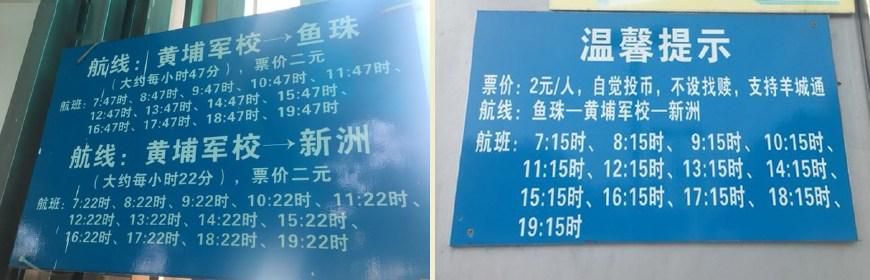 航线：黄埔军校→鱼珠
（大约每小时47分），票价二元
航班：7:47时、8:47时、9:47时、10:47时、11:47时、
12:47时、13:47时、14:47时、15:47时、
16:47时、17:47时、18:47时、19:47时
航线：黄埔军校→新洲
（大约每小时22分），票价二元
航班：7:22时、8:22时、9:22时、10:22时、11:22时、
12:22时、13:22时、14:22时、15:22时、
16:22时、17:22时、18:22时、19:22时
温馨提示
票价：2元/人，自觉投币，不设找赎，支持羊城通
航线：鱼珠—黄埔军校—新洲
航班：7:15时、8:15时、9:15时、10:15时、
11:15时、12:15时、13:15时、14:15时、
15:15时、16:15时、17:15时、18:15时、
19:15时